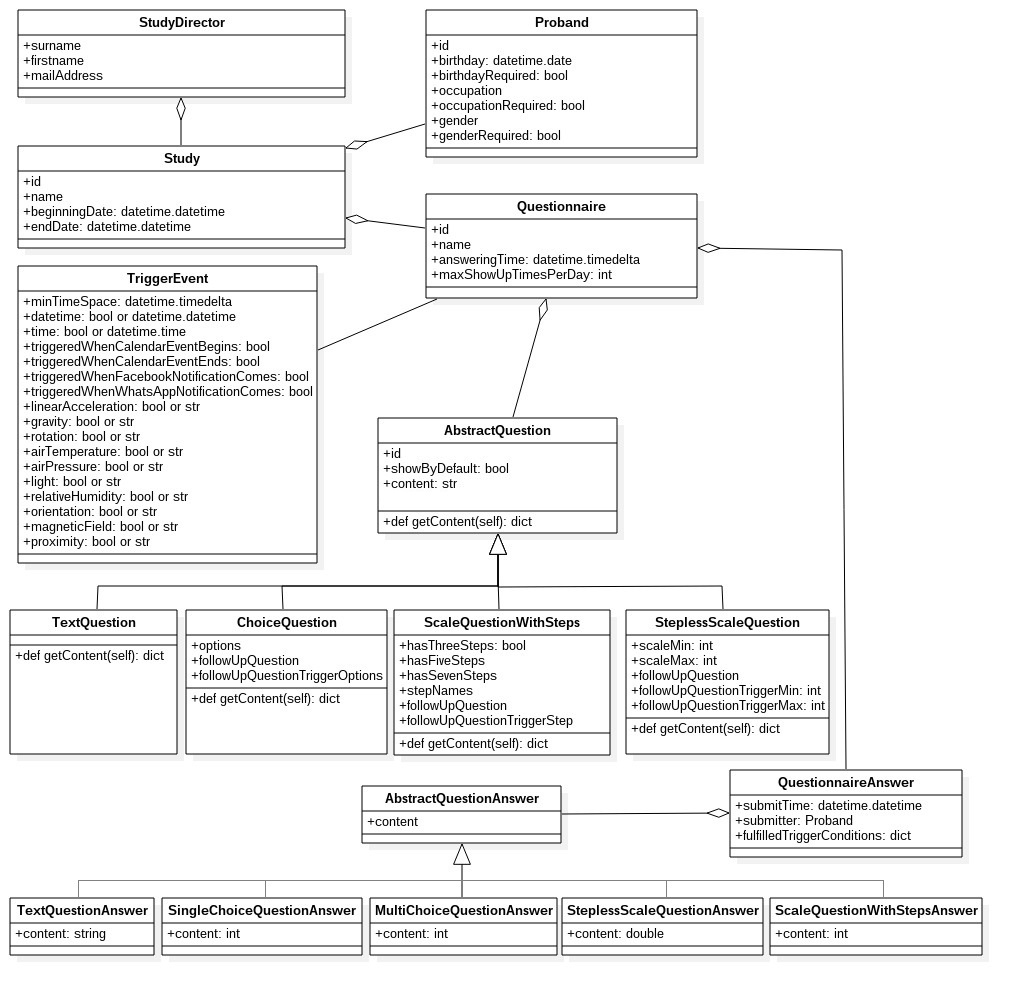 StudyDirector
+surname
+firstname
+mailAddress
Proband
+id
+birthday: datetime.date
+birthdayRequired: bool
+occupation
+occupationRequired: bool
+gender
+genderRequired: bool
Study
+id
+name
+beginningDate: datetime.datetime
+endDate: datetime.datetime
Questionnaire
+id
+name
+answeringTime: datetime.timedelta
+maxShowUpTimesPerDay: int
TriggerEvent
+minTimeSpace: datetime.timedelta
+datetime: bool or datetime.datetime
+time: bool or datetime.time
+triggeredWhenCalendarEventBegins: bool
+triggeredWhenCalendarEventEnds: bool
+triggeredWhenFacebookNotificationComes: bool
+triggeredWhenWhatsAppNotificationComes: bool
+linearAcceleration: bool or str
+gravity: bool or str
+rotation: bool or str
+airTemperature: bool or str
+airPressure: bool or str
+light: bool or str
+relativeHumidity: bool or str
+orientation: bool or str
+magneticField: bool or str
+proximity: bool or str
AbstractQuestion
+id
+showByDefault: bool
+content: str
+def getContent(self): dict
TextQuestion
+def getContent(self): dict
ChoiceQuestion
+options
+followUpQuestion
+followUpQuestionTriggerOptions
+def getContent(self): dict
ScaleQuestionWithSteps
+hasThreeSteps: bool
+hasFiveSteps
+hasSevenSteps
+stepNames
+followUpQuestion
+followUpQuestionTriggerStep
+def getContent(self): dict
SteplessScaleQuestion
+scaleMin: int
+scaleMax: int
+followUpQuestion
+followUpQuestionTriggerMin: int
+followUpQuestionTriggerMax: int
+def getContent(self): dict
QuestionnaireAnswer
+submitTime: datetime.datetime
+submitter: Proband
+fulfilledTriggerConditions: dict
AbstractQuestionAnswer
+content
TextQuestionAnswer
+content: string
SingleChoiceQuestionAnswer
+content: int
MultiChoiceQuestionAnswer
+content: int
SteplessScaleQuestionAnswer
+content: double
ScaleQuestionWithStepsAnswer
+content: int